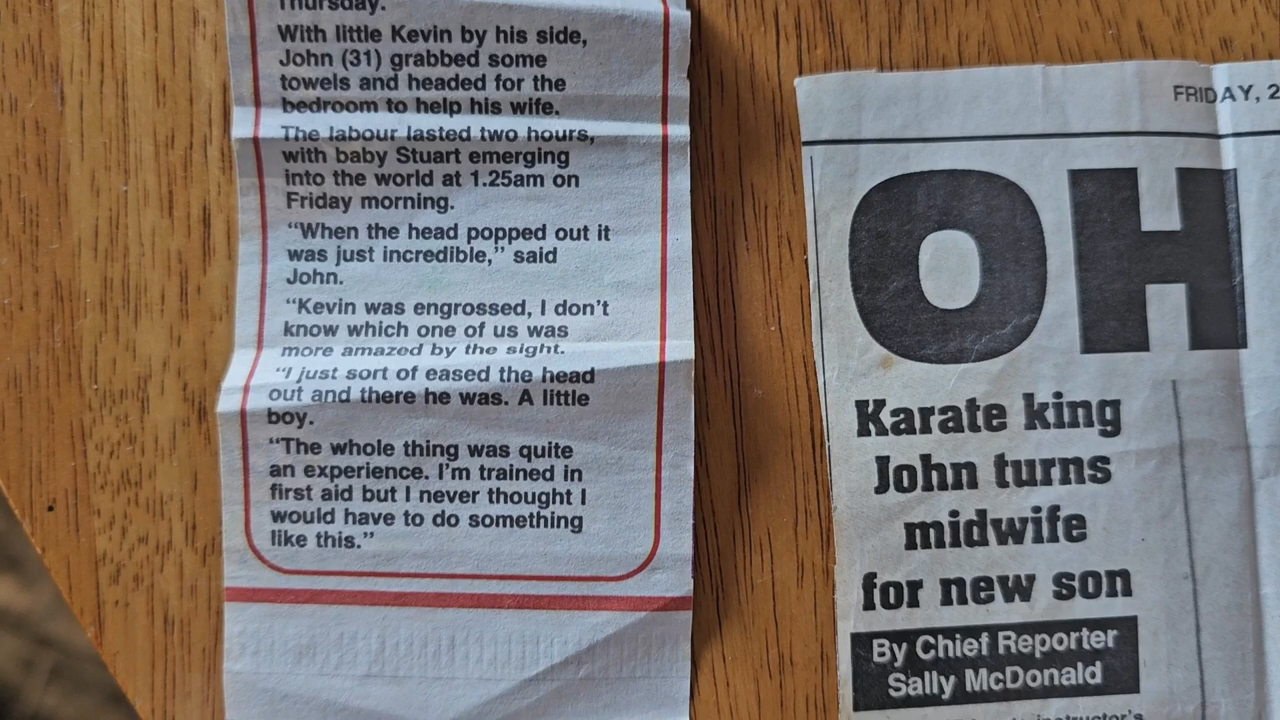 Thursday.
With little Kevin by his side,
John (31) grabbed some
towels and headed for the
bedroom to help his wife.
The labour lasted two hours,
with baby Stuart emerging
into the world at 1.25am on
Friday morning.
“When the head popped out it
was just incredible,” said
John.
“Kevin was engrossed, I don’t
know which one of us was
more amazed by the sight.
“I just sort of eased the head
out and there he was. A little
boy.
“The whole thing was quite
an experience. I’m trained in
first aid but I never thought I
would have to do something
like this.”
FRIDAY, 2
OH
Karate king
John turns
midwife
for new son
By Chief Reporter
Sally McDonald
instructor’s